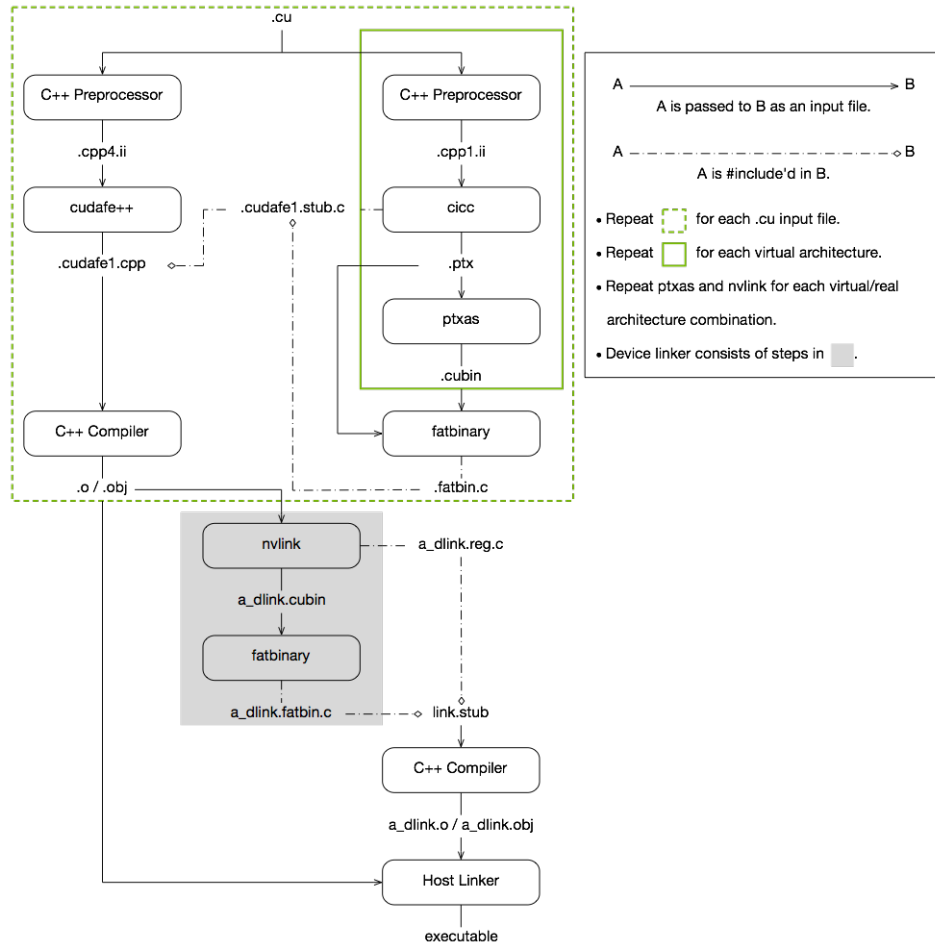 .cu
C++ Preprocessor
C++ Preprocessor
.cpp4.ii
.cpp1.ii
cudafe++
.cudafe1.stub.c
cicc
.cudafe1.cpp
.ptx
ptxas
.cubin
C++ Compiler
fatbinary
.o / .obj
.fatbin.c
nvlink
a_dlink.reg.c
a_dlink.cubin
fatbinary
a_dlink.fatbin.c
link.stub
C++ Compiler
a_dlink.o / a_dlink.obj
Host Linker
executable
A B
A is passed to B as an input file.
A B
A is #include'd in B.
• Repeat for each .cu input file.
• Repeat for each virtual architecture.
• Repeat ptxas and nvlink for each virtual/real
architecture combination.
• Device linker consists of steps in .